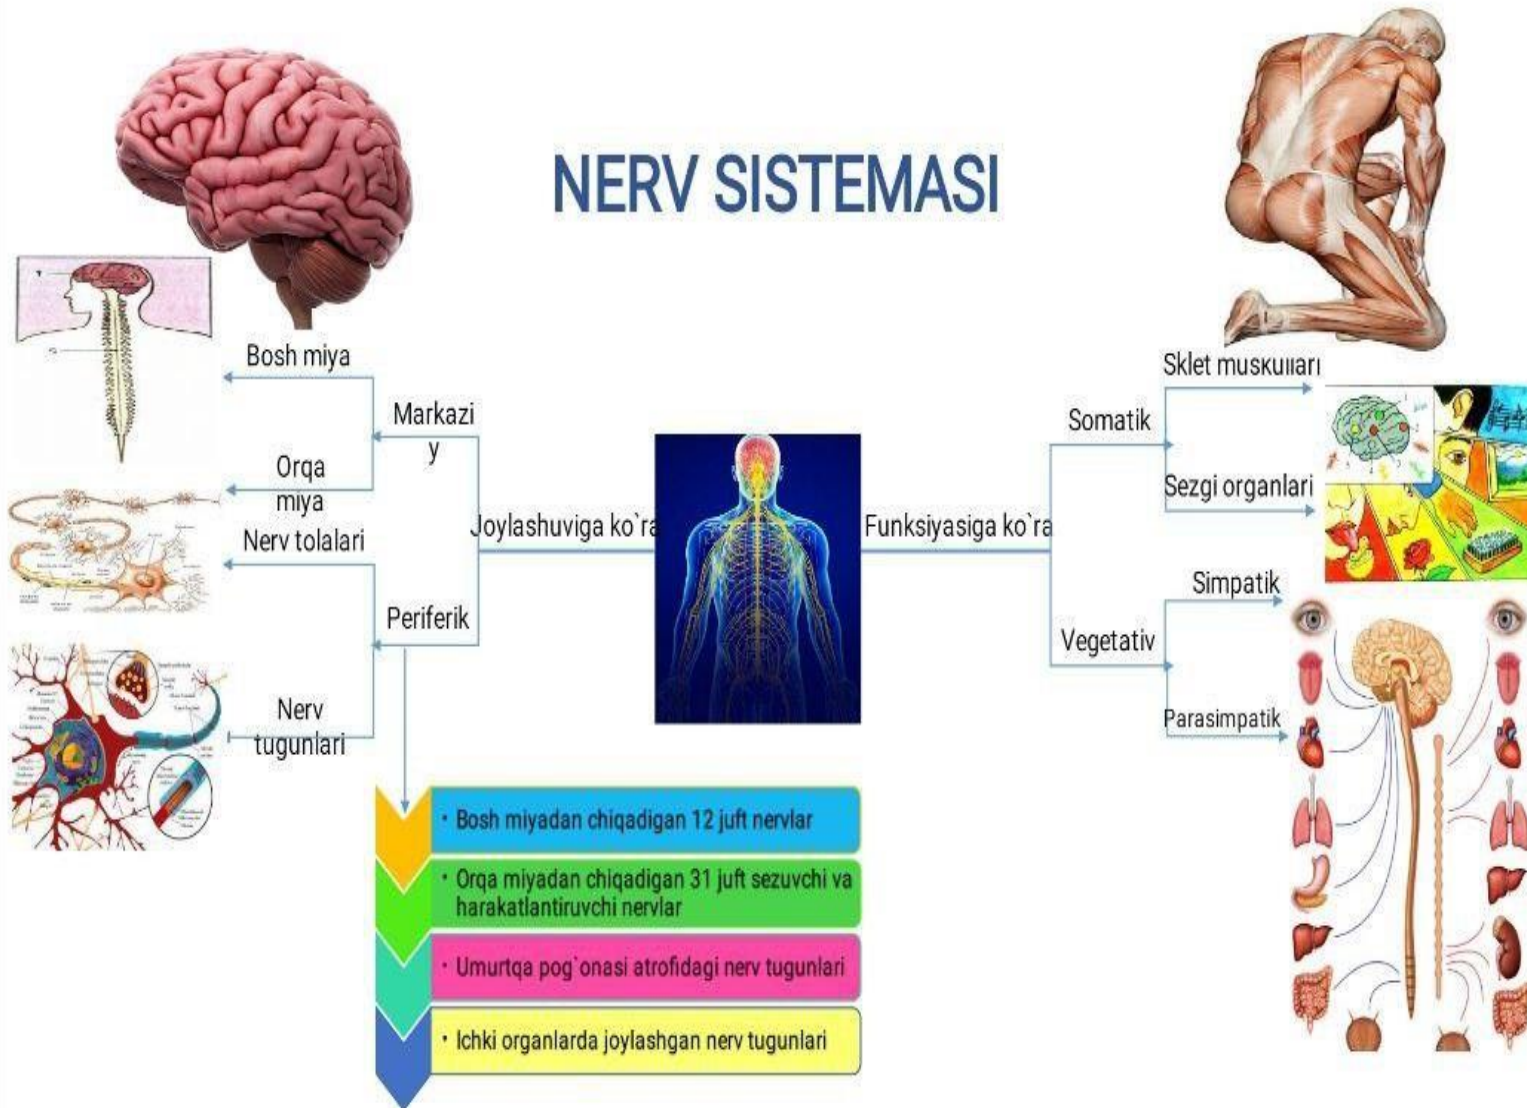 NERV SISTEMASI
Bosh miya
Markazi
y
Orqa
miya
Nerv tolalari
Joylashuviga ko`ra
Periferik
Nerv
tugunlari
Funksiyasiga ko`ra
Somatik
Sklet muskullari
Sezgi organlari
Vegetativ
Simpatik
Parasimpatik
• Bosh miyadan chiqadigan 12 juft nervlar
• Orqa miyadan chiqadigan 31 juft sezuvchi va
harakatlantiruvchi nervlar
• Umurtqa pog`onasi atrofidagi nerv tugunlari
• Ichki organlarda joylashgan nerv tugunlari